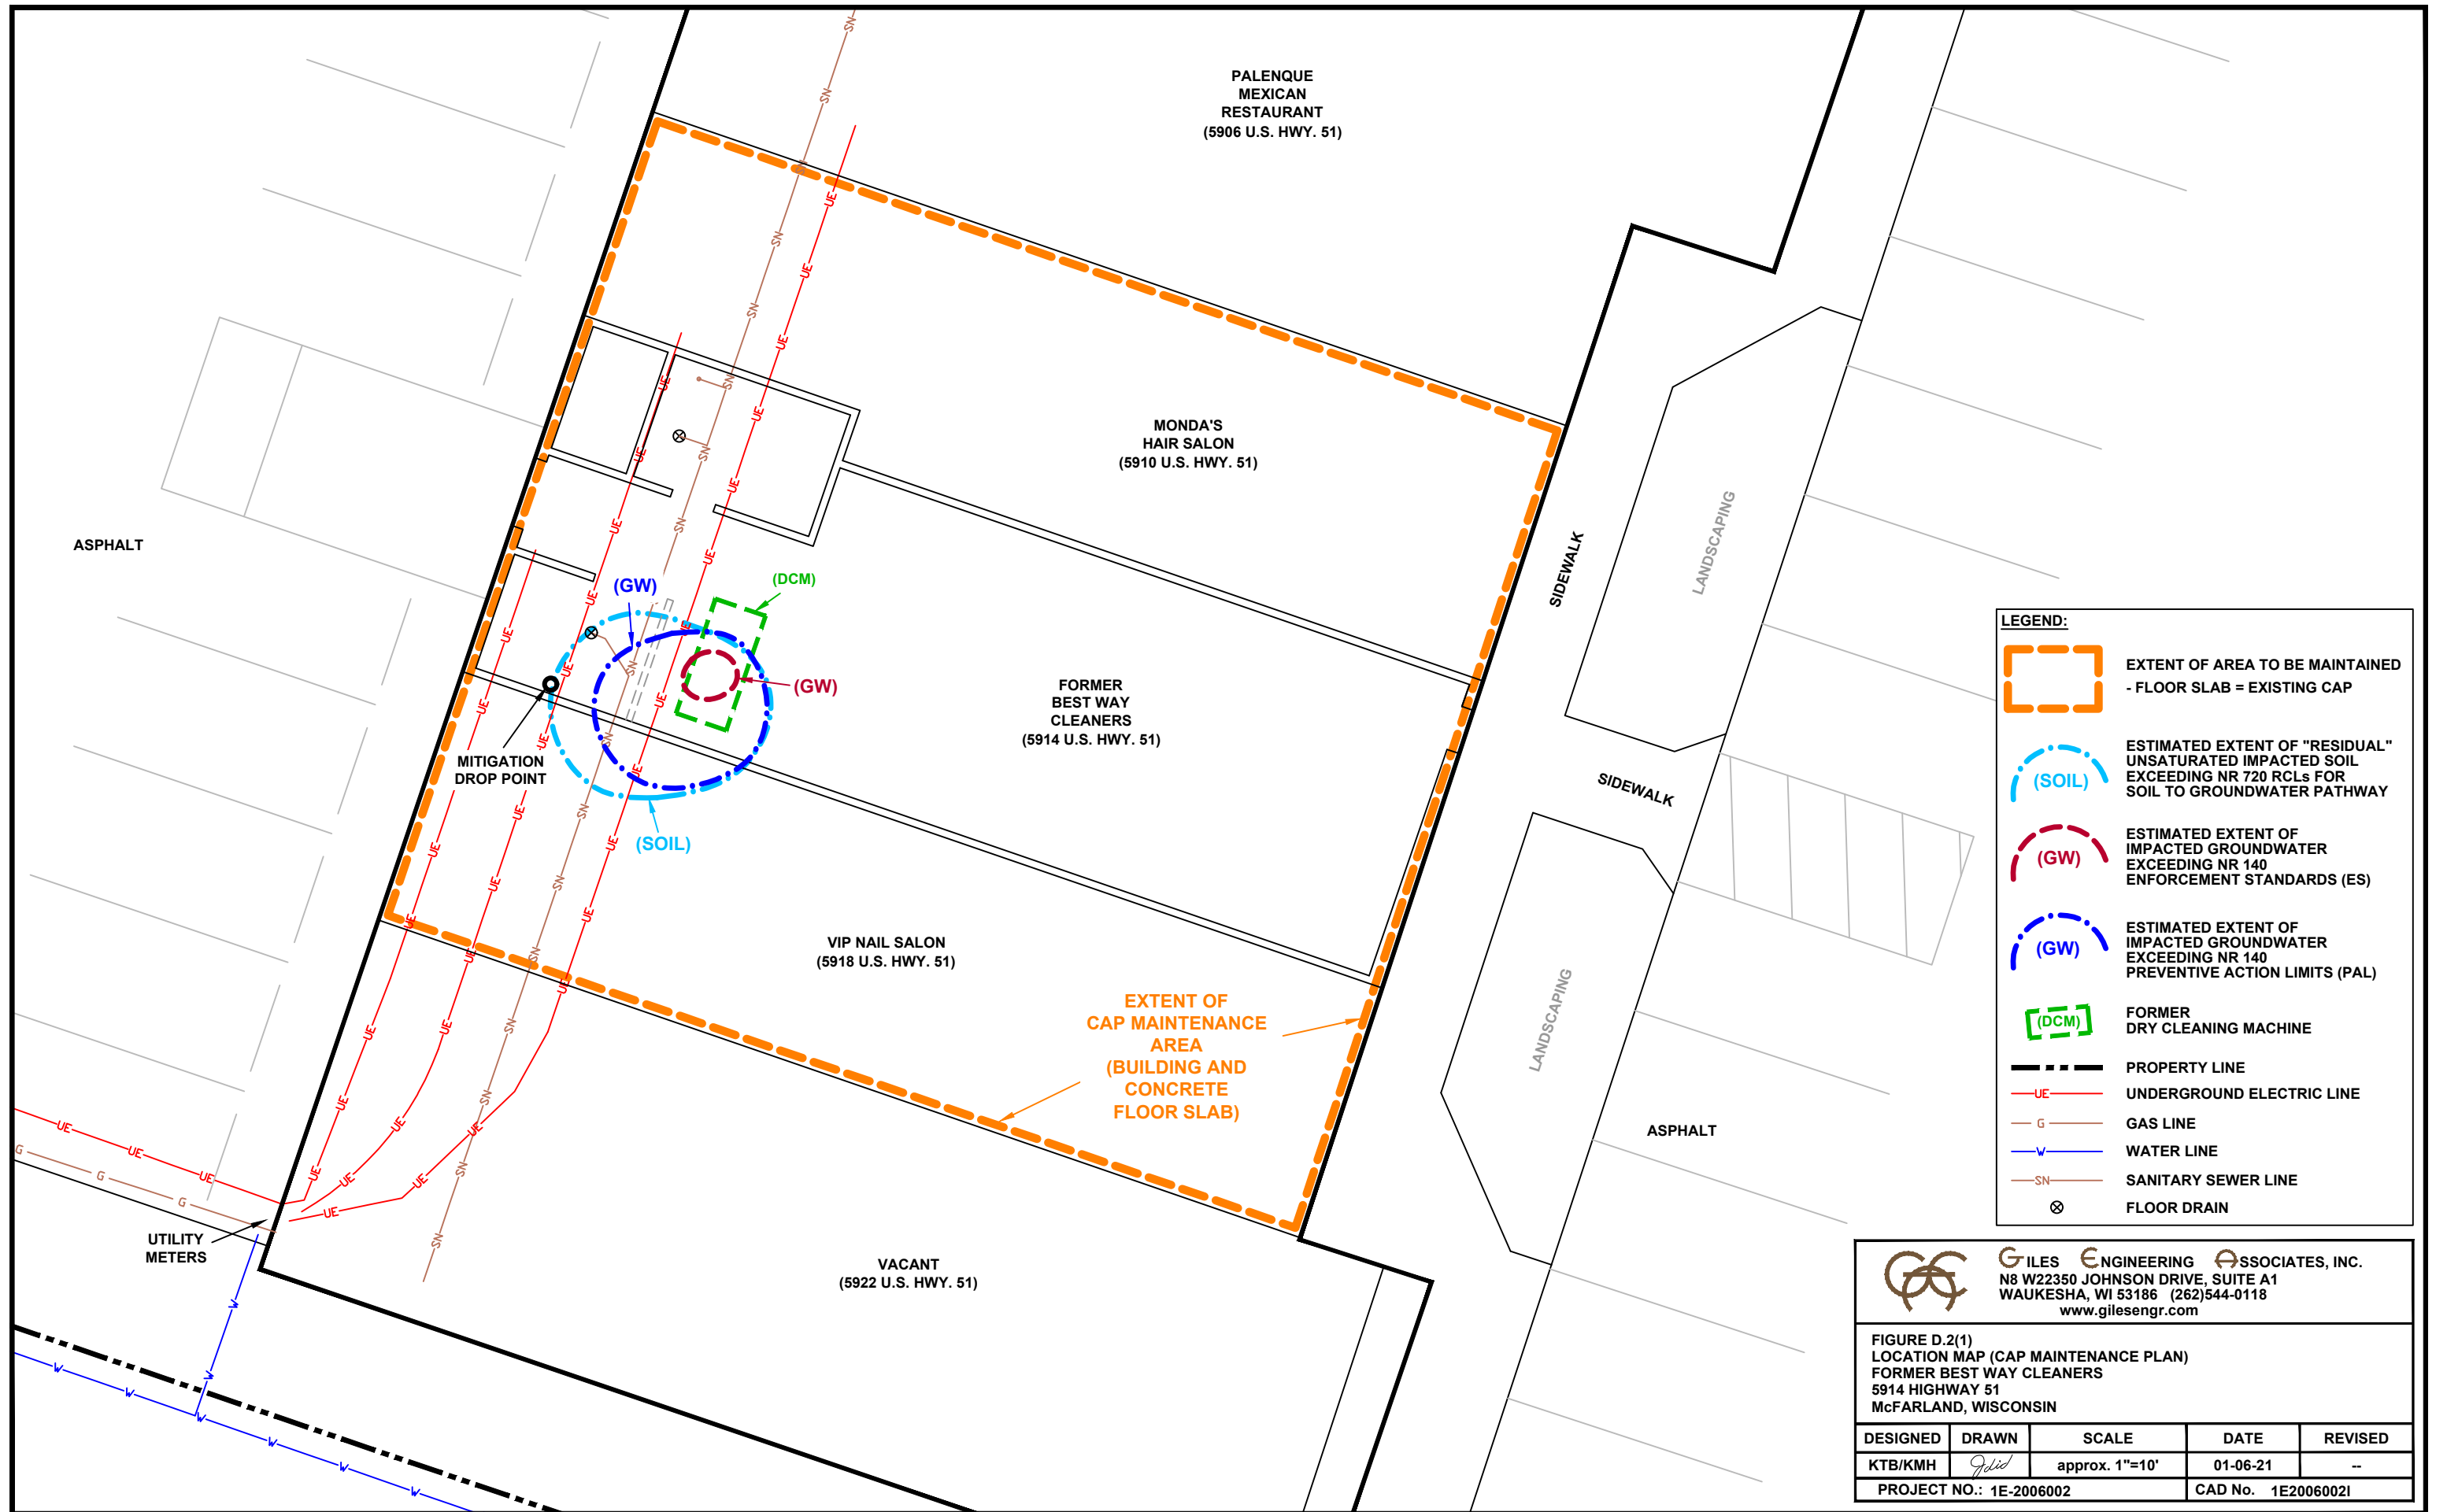 PALENQUE
MEXICAN
RESTAURANT
(5906 U.S. HWY. 51)
MONDA'S
HAIR SALON
(5910 U.S. HWY. 51)
ASPHALT
SIDEWALK
LANDSCAPING
(GW)
(DCM)
(GW)
FORMER
BEST WAY
CLEANERS
(5914 U.S. HWY. 51)
MITIGATION
DROP POINT
(SOIL)
SIDEWALK
VIP NAIL SALON
(5918 U.S. HWY. 51)
LANDSCAPING
EXTENT OF
CAP MAINTENANCE
AREA
(BUILDING AND
CONCRETE
FLOOR SLAB)
ASPHALT
UTILITY
METERS
VACANT
(5922 U.S. HWY. 51)
LEGEND:
EXTENT OF AREA TO BE MAINTAINED
- FLOOR SLAB = EXISTING CAP
(SOIL)
ESTIMATED EXTENT OF "RESIDUAL"
UNSATURATED IMPACTED SOIL
EXCEEDING NR 720 RCLs FOR
SOIL TO GROUNDWATER PATHWAY
(GW)
ESTIMATED EXTENT OF
IMPACTED GROUNDWATER
EXCEEDING NR 140
ENFORCEMENT STANDARDS (ES)
(GW)
ESTIMATED EXTENT OF
IMPACTED GROUNDWATER
EXCEEDING NR 140
PREVENTIVE ACTION LIMITS (PAL)
(DCM)
FORMER
DRY CLEANING MACHINE
PROPERTY LINE
UE UNDERGROUND ELECTRIC LINE
G GAS LINE
W WATER LINE
SN SANITARY SEWER LINE
FLOOR DRAIN
GILES ENGINEERING ASSOCIATES, INC.
N8 W22350 JOHNSON DRIVE, SUITE A1
WAUKESHA, WI 53186 (262)544-0118
www.gilesengr.com
FIGURE D.2(1)
LOCATION MAP (CAP MAINTENANCE PLAN)
FORMER BEST WAY CLEANERS
5914 HIGHWAY 51
McFARLAND, WISCONSIN
DESIGNED DRAWN SCALE DATE REVISED
KTB/KMH approx. 1"=10' 01-06-21 --
PROJECT NO.: 1E-2006002 CAD No. 1E2006002I